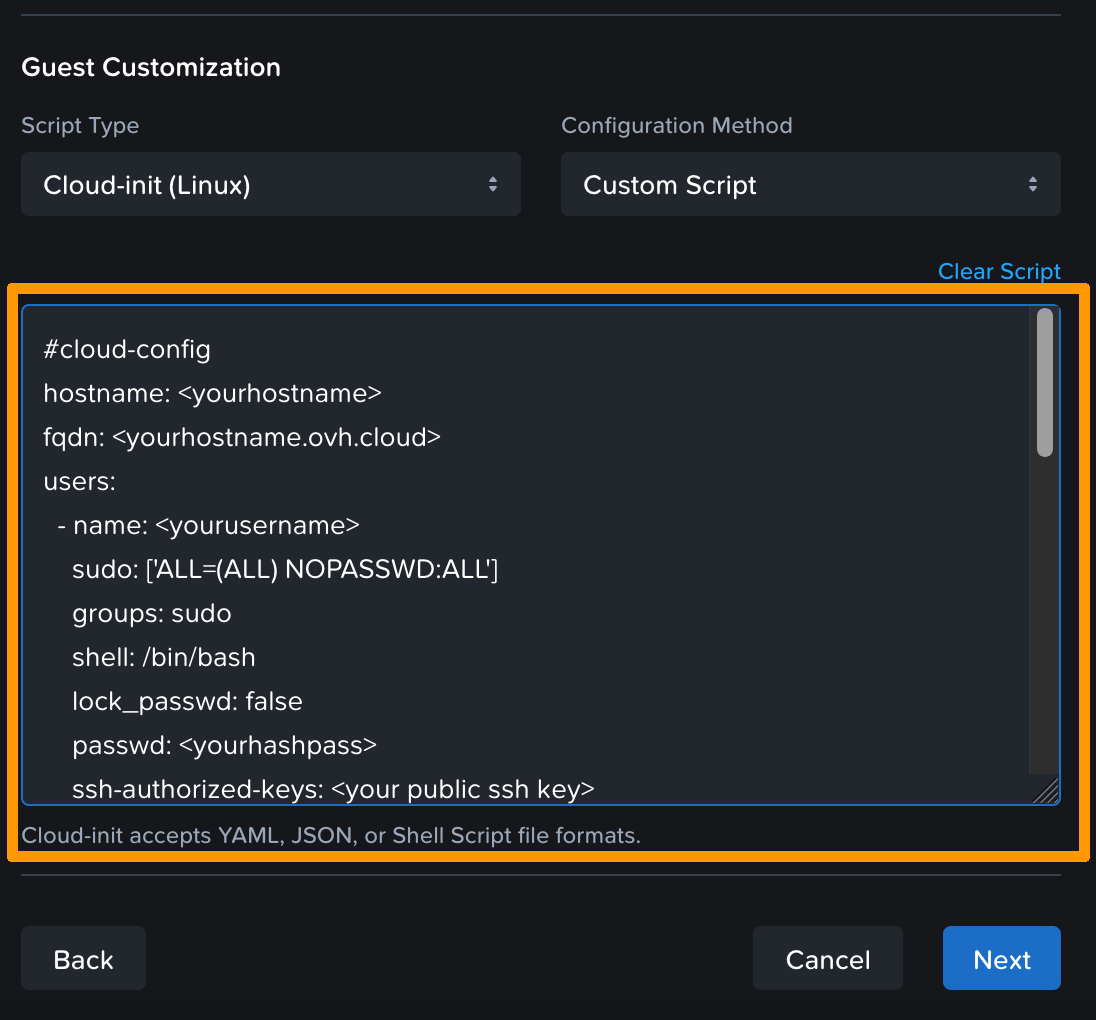 Guest Customization
Script Type
Configuration Method
Cloud-init (Linux)
Custom Script
Clear Script
#cloud-config
hostname: <yourhostname>
fqdn: <yourhostname.ovh.cloud>
users:
  - name: <yourusername>
    sudo: ['ALL=(ALL) NOPASSWD:ALL']
    groups: sudo
    shell: /bin/bash
    lock_passwd: false
    passwd: <yourhashpass>
    ssh-authorized-keys: <your public ssh key>
Cloud-init accepts YAML, JSON, or Shell Script file formats.
Back
Cancel
Next